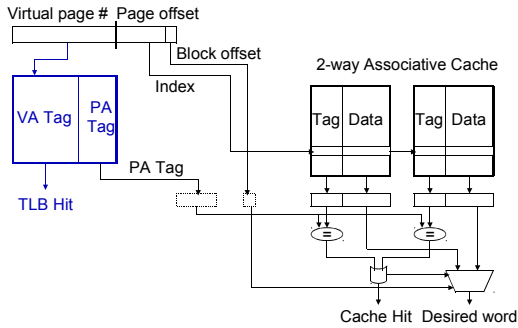 Virtual page # Page offset
Block offset
2-way Associative Cache
Index
VA Tag
PA
Tag
Tag Data
Tag Data
PA Tag
TLB Hit
=
=
Cache Hit Desired word